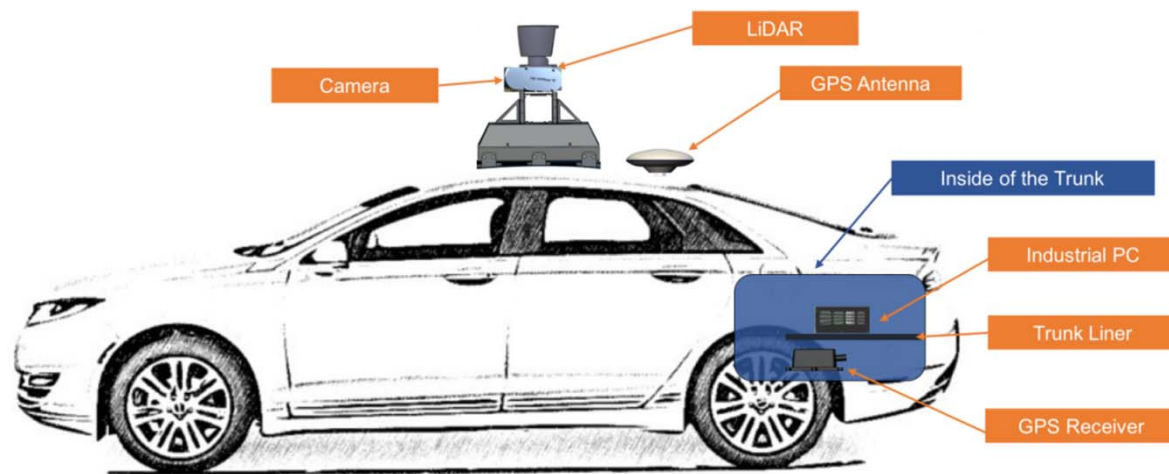 LiDAR
Camera
GPS Antenna
Inside of the Trunk
Industrial PC
Trunk Liner
GPS Receiver